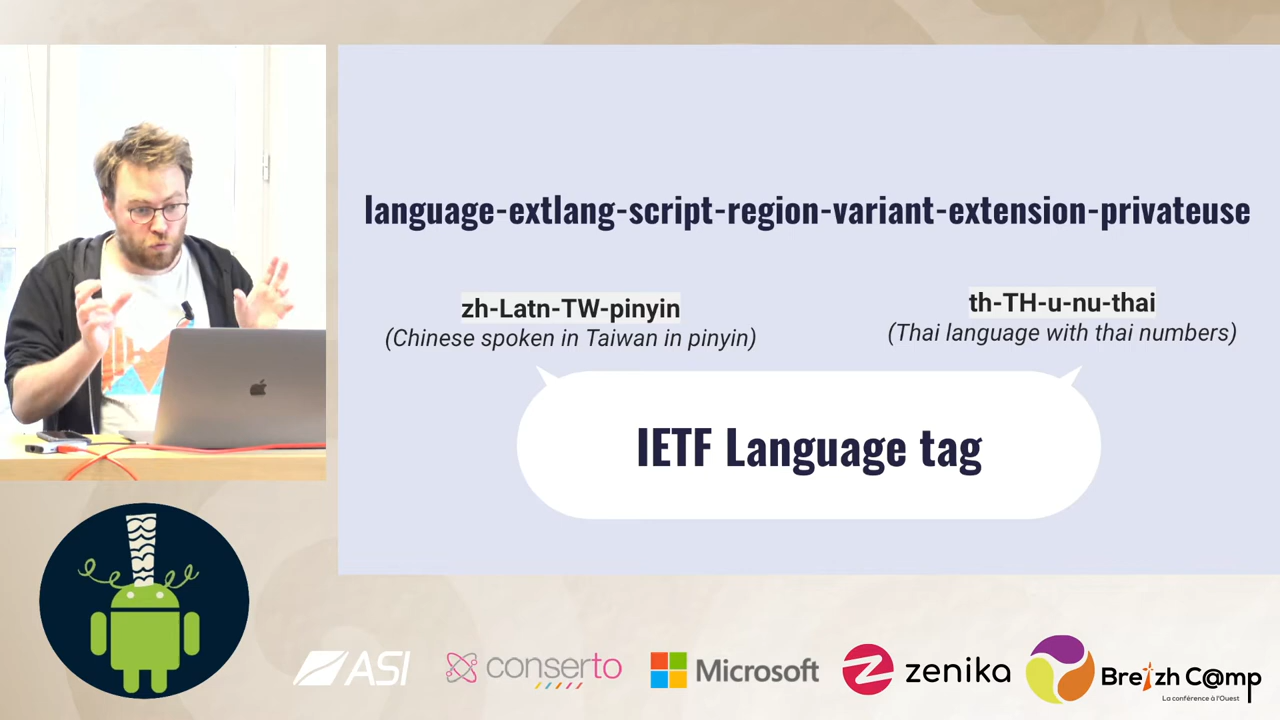 language-extlang-script-region-variant-extension-privateuse
zh-Latn-TW-pinyin
(Chinese spoken in Taiwan in pinyin)
th-TH-u-nu-thai
(Thai language with thai numbers)
IETF Language tag
ASI
conserto
Microsoft
zenika
Breizh C@mp
La conférence à l'Ouest